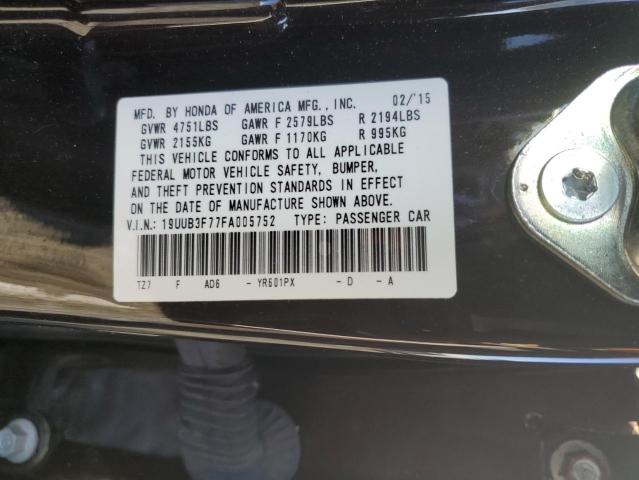 MFD. BY HONDA OF AMERICA MFG., INC. 02/'15
GVWR 4751LBS GAWR F 2579LBS R 2194LBS
GVWR 2155KG GAWR F 1170KG R 995KG
THIS VEHICLE CONFORMS TO ALL APPLICABLE
FEDERAL MOTOR VEHICLE SAFETY, BUMPER,
AND THEFT PREVENTION STANDARDS IN EFFECT
ON THE DATE OF MANUFACTURE SHOWN ABOVE.
V.I.N.: 19UUB3F77FA005752 TYPE: PASSENGER CAR
TZ7 F AD6 - YR601PX - D - A